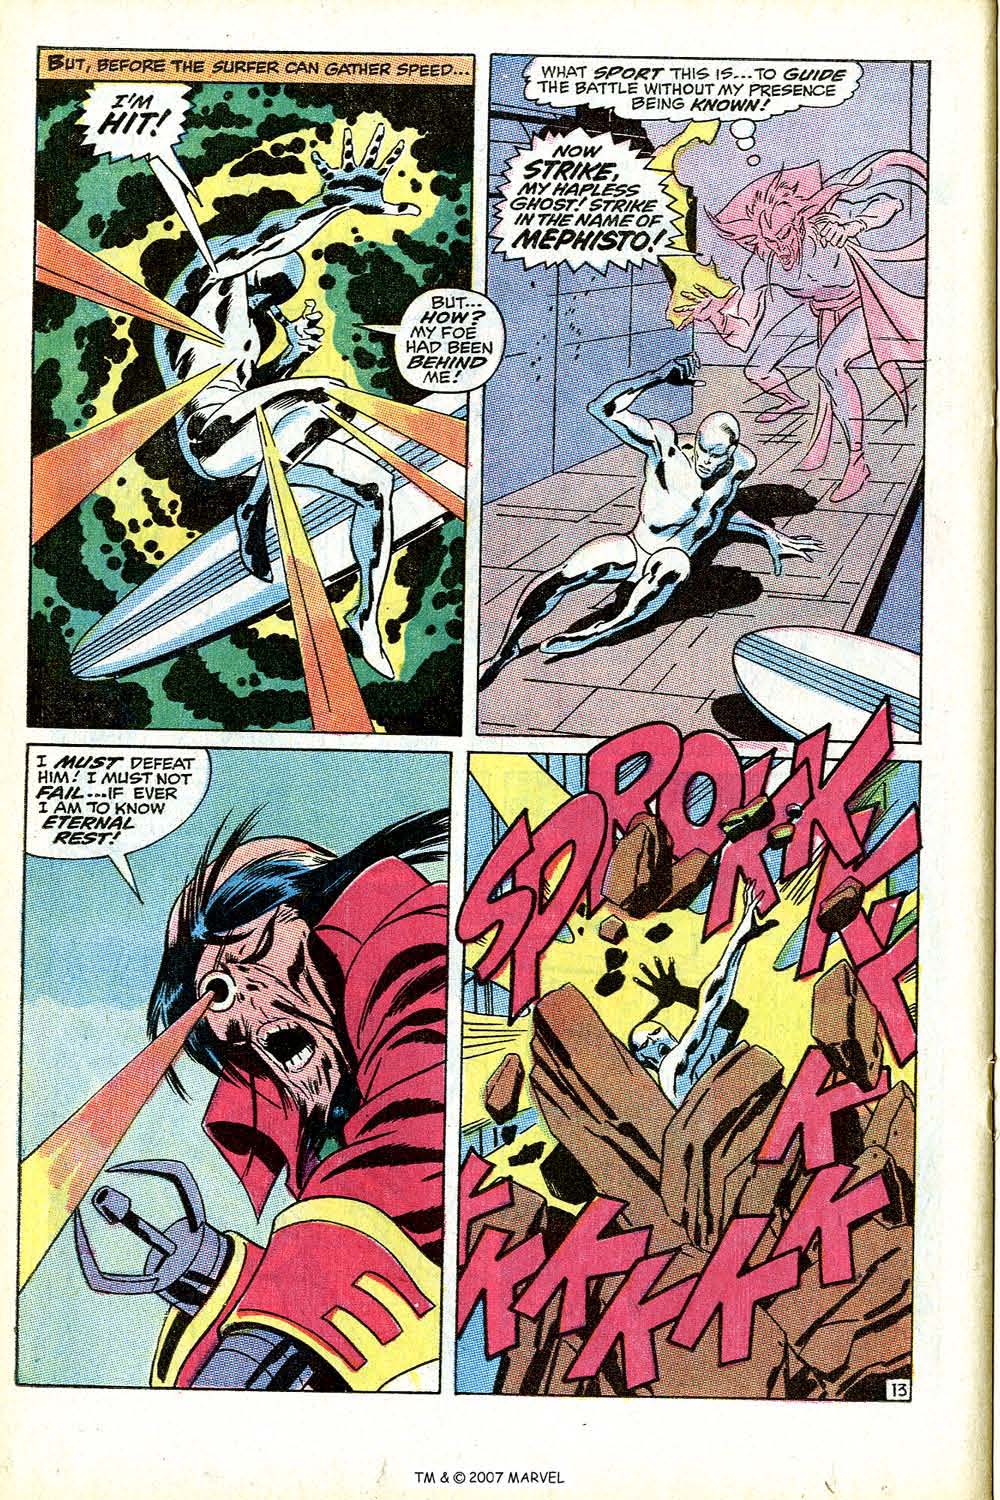 BUT, BEFORE THE SURFER CAN GATHER SPEED...
I'M
HIT!
BUT...
HOW?
MY FOE
HAD BEEN
BEHIND
ME!
WHAT SPORT THIS IS...TO GUIDE
THE BATTLE WITHOUT MY PRESENCE
BEING KNOWN!
NOW
STRIKE,
MY HAPLESS
GHOST! STRIKE
IN THE NAME OF
MEPHISTO!
I MUST DEFEAT
HIM! I MUST NOT
FAIL...IF EVER
I AM TO KNOW
ETERNAL
REST!
SPROKKKKKKKKKKKKK
13
TM & © 2007 MARVEL